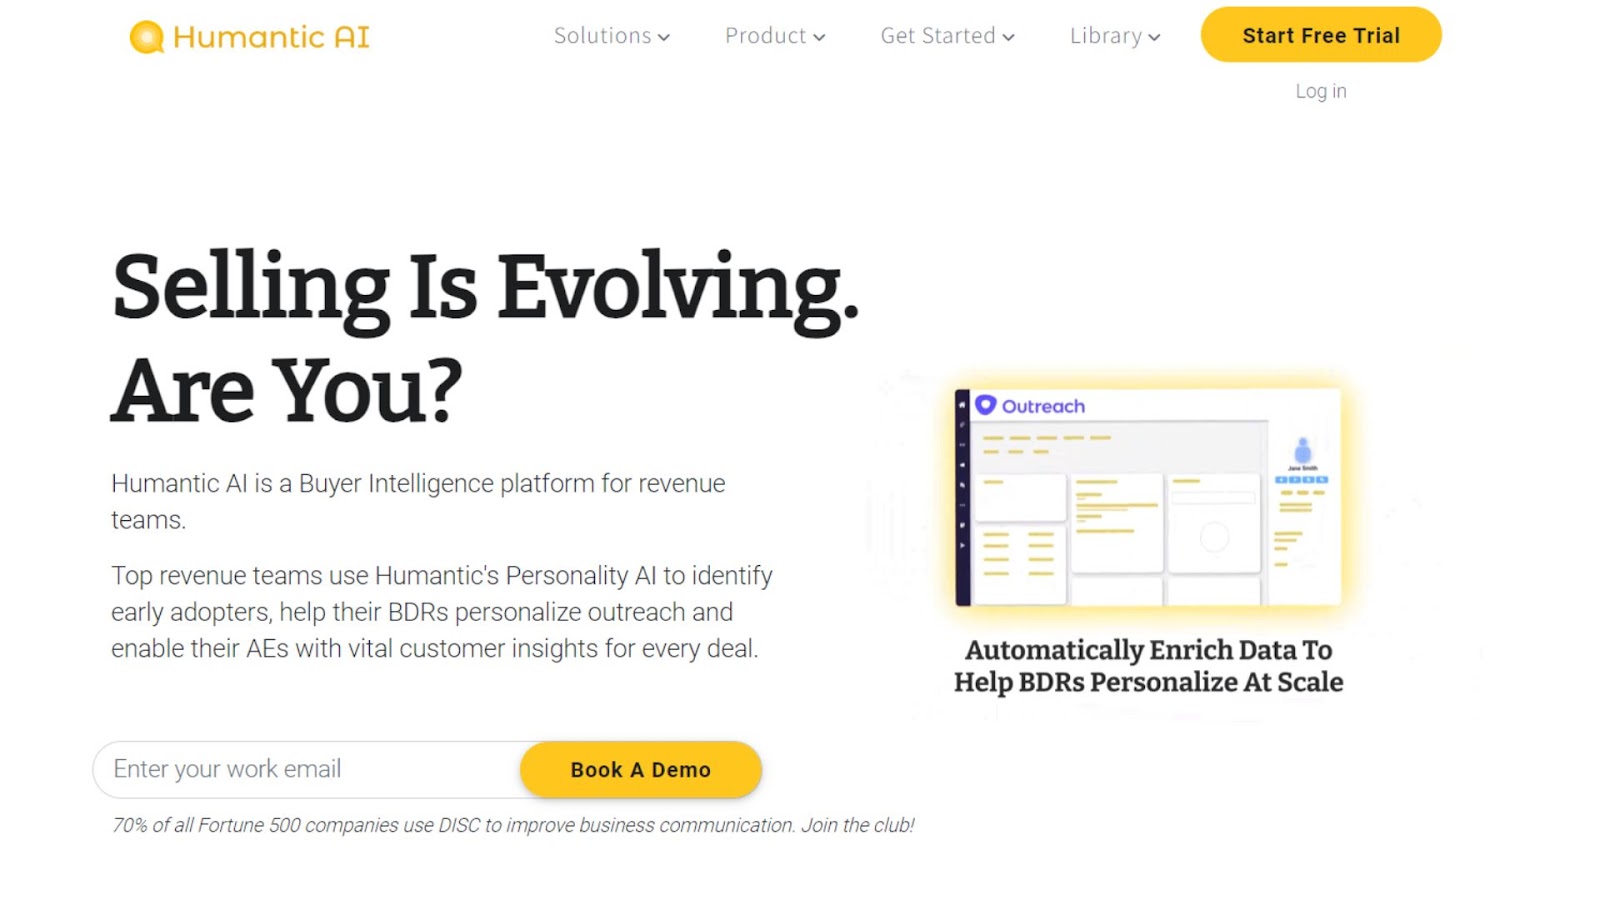 Humantic AI
Solutions
Product
Get Started
Library
Start Free Trial
Log in
Selling Is Evolving.
Are You?
Humantic AI is a Buyer Intelligence platform for revenue
teams.
Top revenue teams use Humantic's Personality AI to identify
early adopters, help their BDRs personalize outreach and
enable their AEs with vital customer insights for every deal.
Enter your work email
Book A Demo
70% of all Fortune 500 companies use DISC to improve business communication. Join the club!
Outreach
Jane Smith
Automatically Enrich Data To
Help BDRs Personalize At Scale